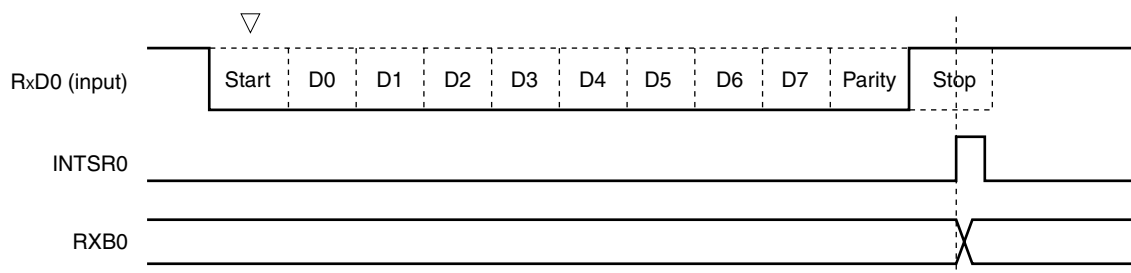 RxD0 (input) Start D0 D1 D2 D3 D4 D5 D6 D7 Parity Stop
INTSR0
RXB0